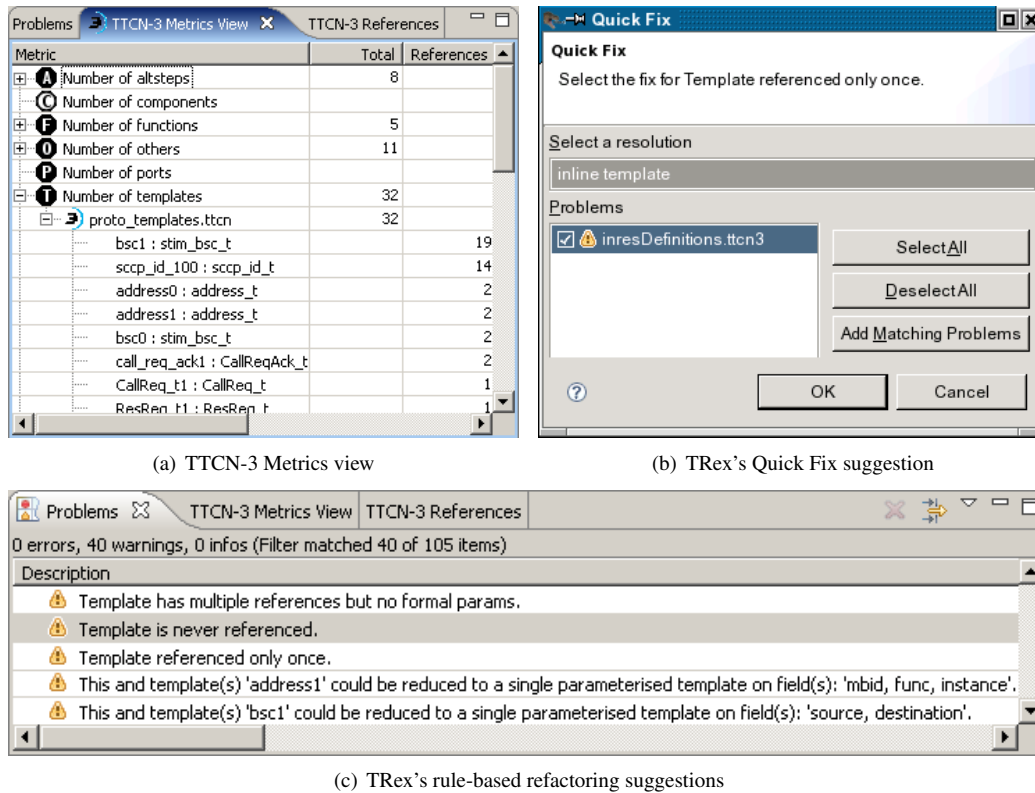 Problems TTCN-3 Metrics View TTCN-3 References
Metric Total References
A Number of altsteps 8
C Number of components
F Number of functions 5
O Number of others 11
P Number of ports
T Number of templates 32
proto_templates.ttcn 32
bsc1 : stim_bsc_t 19
sccp_id_100 : sccp_id_t 14
address0 : address_t 2
address1 : address_t 2
bsc0 : stim_bsc_t 2
call_req_ack1 : CallReqAck_t 2
CallReq_t1 : CallReq_t 1
ResReq_t1 : ResReq_t 1
(a) TTCN-3 Metrics view
Quick Fix
Quick Fix
Select the fix for Template referenced only once.
Select a resolution
inline template
Problems
inresDefinitions.ttcn3
Select All
Deselect All
Add Matching Problems
? OK Cancel
(b) TRex's Quick Fix suggestion
Problems TTCN-3 Metrics View TTCN-3 References
0 errors, 40 warnings, 0 infos (Filter matched 40 of 105 items)
Description
Template has multiple references but no formal params.
Template is never referenced.
Template referenced only once.
This and template(s) 'address1' could be reduced to a single parameterised template on field(s): 'mbid, func, instance'.
This and template(s) 'bsc1' could be reduced to a single parameterised template on field(s): 'source, destination'.
(c) TRex's rule-based refactoring suggestions